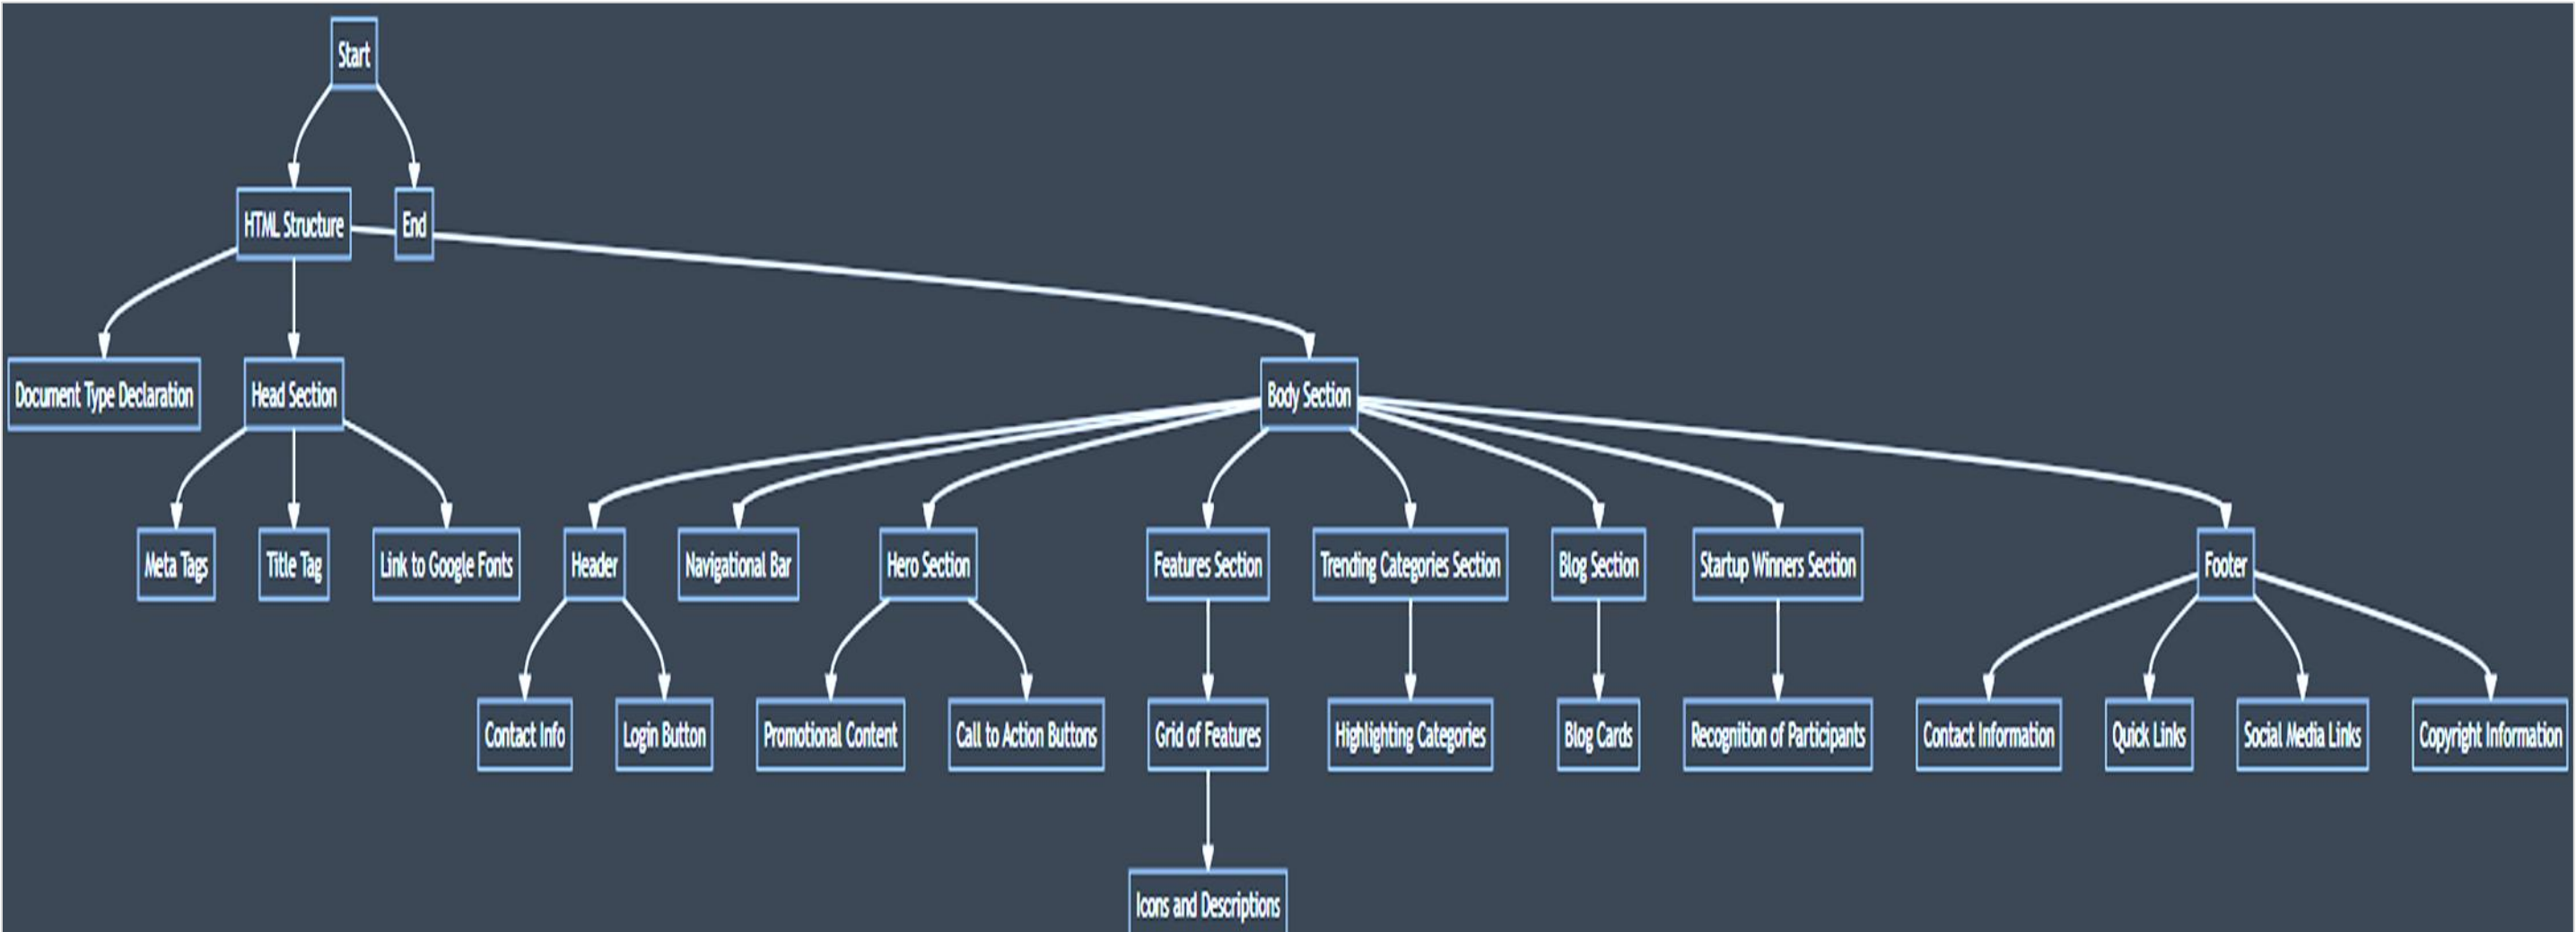 Start
HTML Structure
End
Document Type Declaration
Head Section
Body Section
Meta Tags
Title Tag
Link to Google Fonts
Header
Navigational Bar
Hero Section
Features Section
Trending Categories Section
Blog Section
Startup Winners Section
Footer
Contact Info
Login Button
Promotional Content
Call to Action Buttons
Grid of Features
Highlighting Categories
Blog Cards
Recognition of Participants
Contact Information
Quick Links
Social Media Links
Copyright Information
Icons and Descriptions